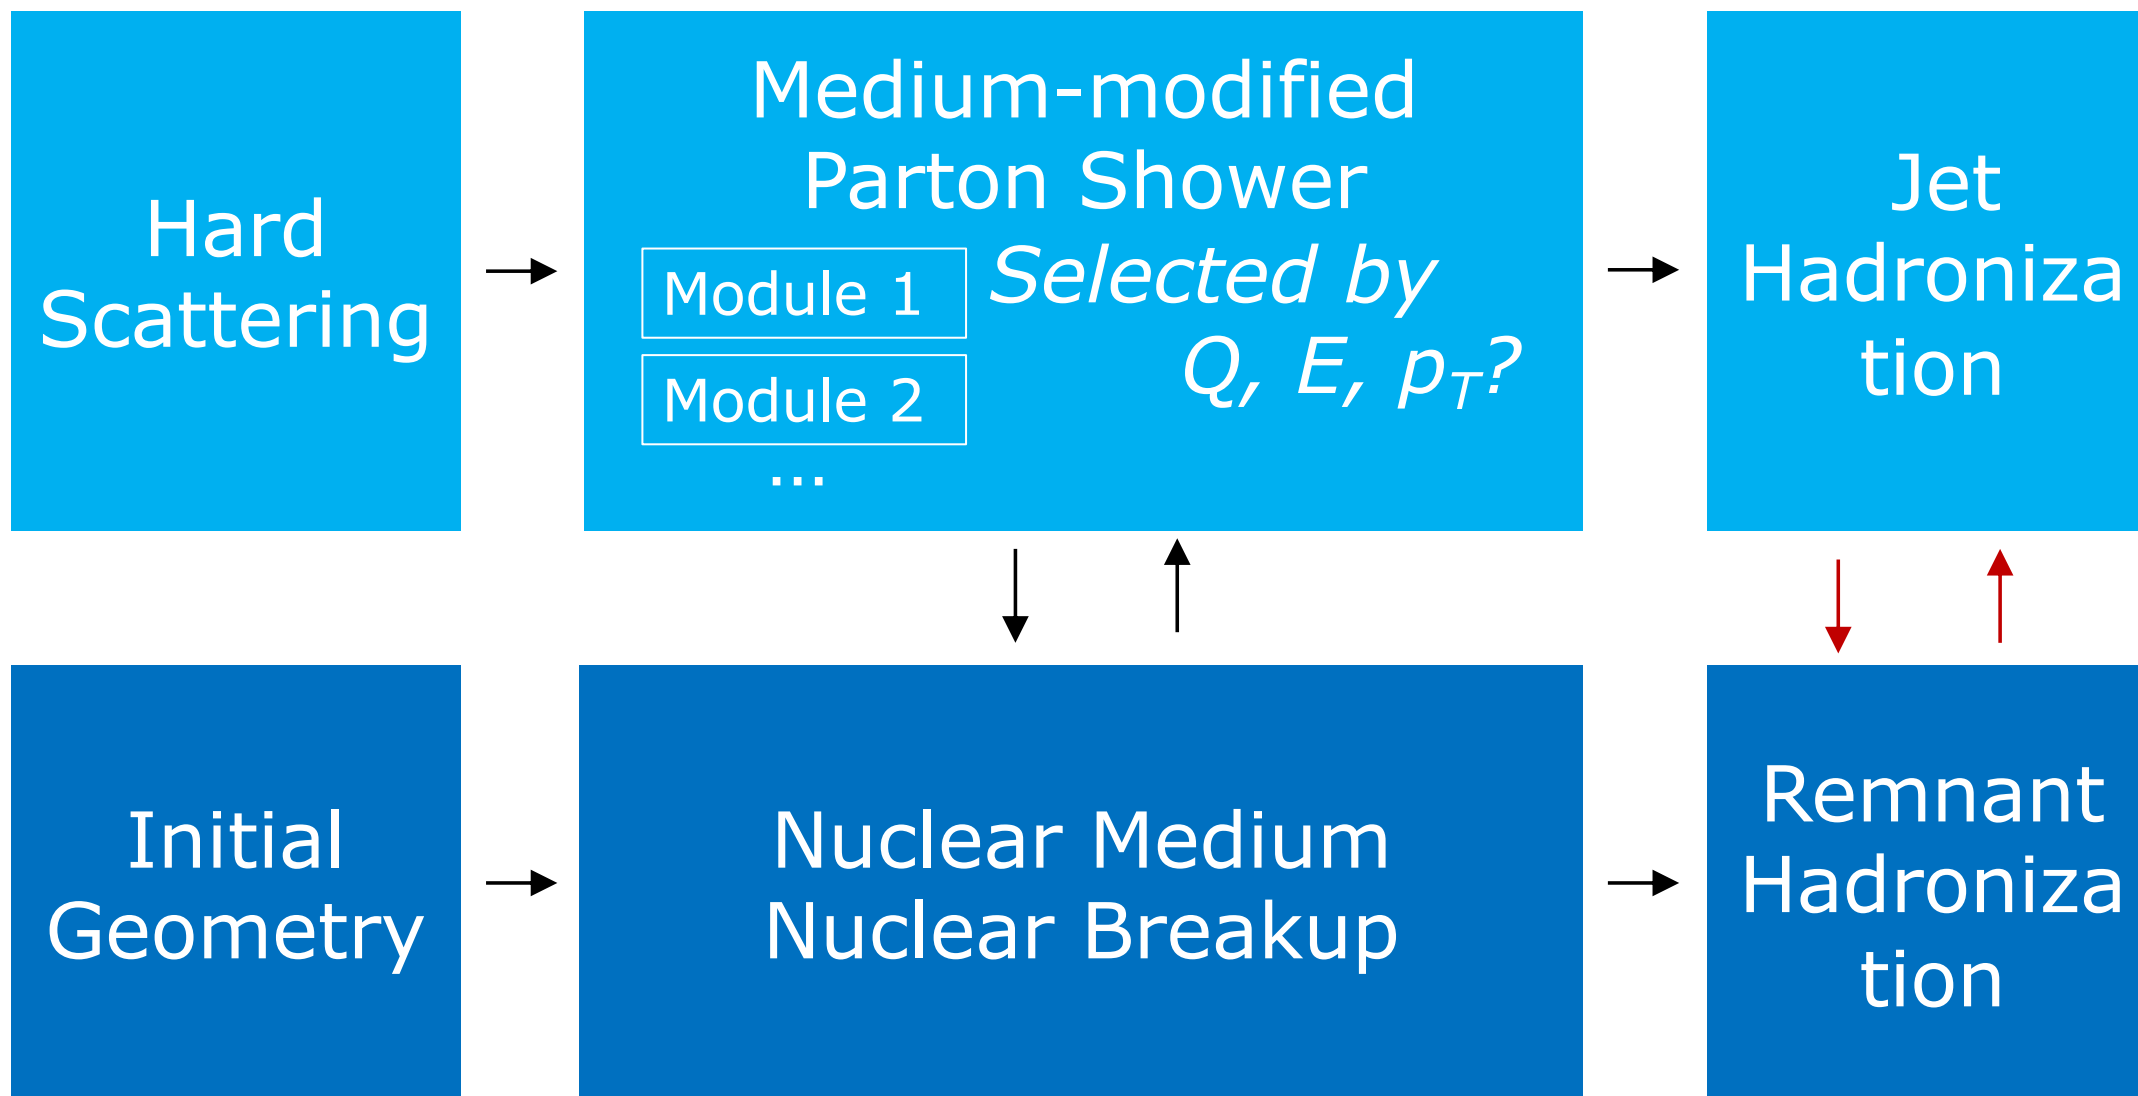 Hard
Scattering
Medium-modified
Parton Shower
Module 1
Module 2
...
Selected by
Q, E, p_T?
Jet
Hadroniza
tion
Initial
Geometry
Nuclear Medium
Nuclear Breakup
Remnant
Hadroniza
tion